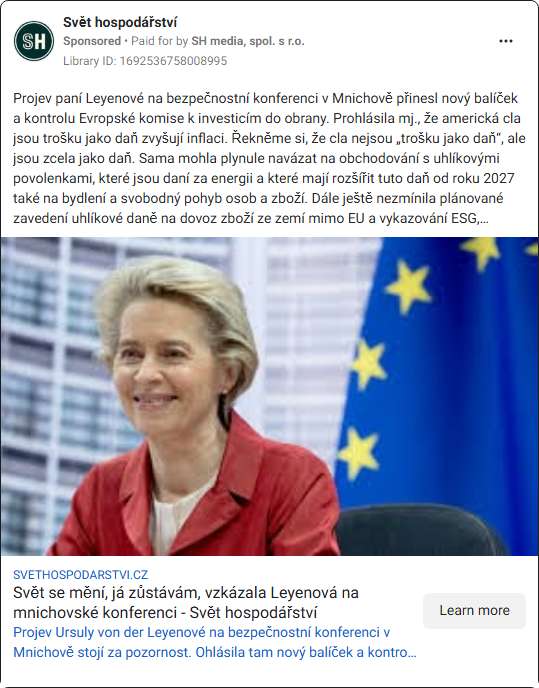 Svět hospodářství
SH
Sponsored • Paid for by SH media, spol. s r.o.
Library ID: 1692536758008995
Projev paní Leyenové na bezpečnostní konferenci v Mnichově přinesl nový balíček
a kontrolu Evropské komise k investicím do obrany. Prohlásila mj., že americká cla
jsou trošku jako daň zvyšují inflaci. Řekněme si, že cla nejsou „trošku jako daň“, ale
jsou zcela jako daň. Sama mohla plynule navázat na obchodování s uhlíkovými
povolenkami, které jsou daní za energii a které mají rozšířit tuto daň od roku 2027
také na bydlení a svobodný pohyb osob a zboží. Dále ještě nezmínila plánované
zavedení uhlíkové daně na dovoz zboží ze zemí mimo EU a vykazování ESG,...
SVETHOSPODARSTVI.CZ
Svět se mění, já zůstávám, vzkázala Leyenová na
mnichovské konferenci - Svět hospodářství
Learn more
Projev Ursuly von der Leyenové na bezpečnostní konferenci v
Mnichově stojí za pozornost. Ohlásila tam nový balíček a kontro...